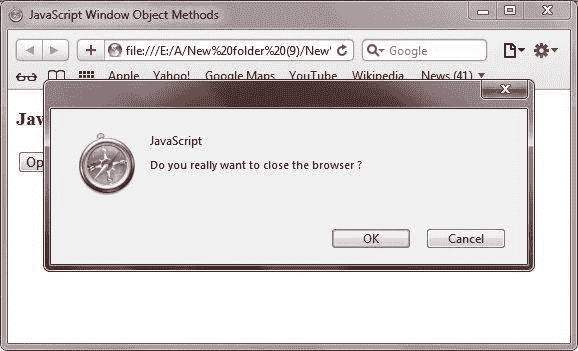 JavaScript Window Object Methods
file:///E:/A/New%20folder%20(9)/New'
Google
Apple Yahoo! Google Maps YouTube Wikipedia News (41)
Jav
JavaScript
Do you really want to close the browser ?
Op
OK Cancel